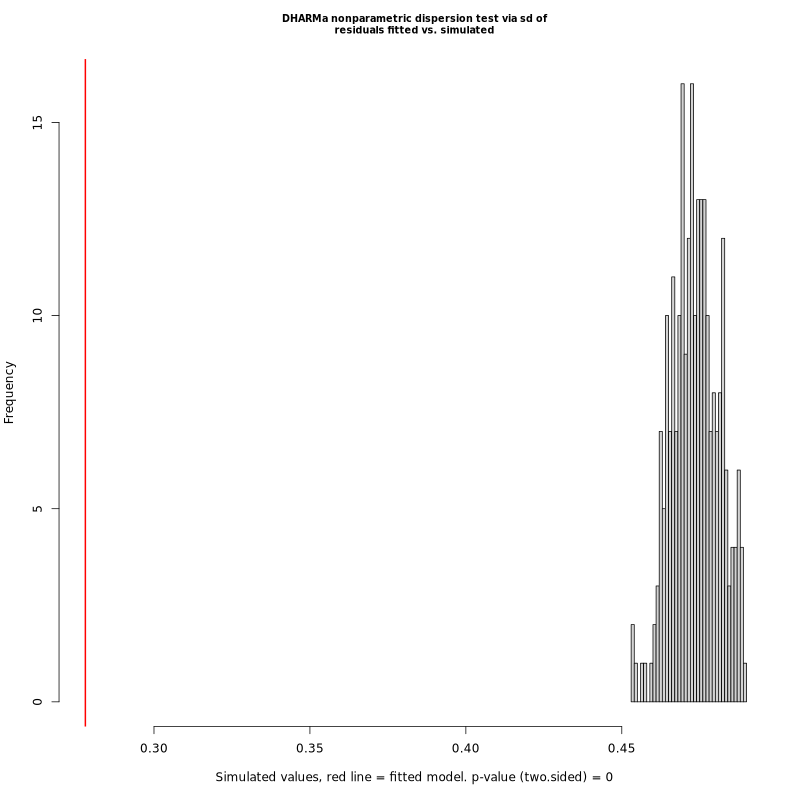 DHARMa nonparametric dispersion test via sd of
residuals fitted vs. simulated
Frequency
15
10
5
0
0.30 0.35 0.40 0.45
Simulated values, red line = fitted model. p-value (two.sided) = 0